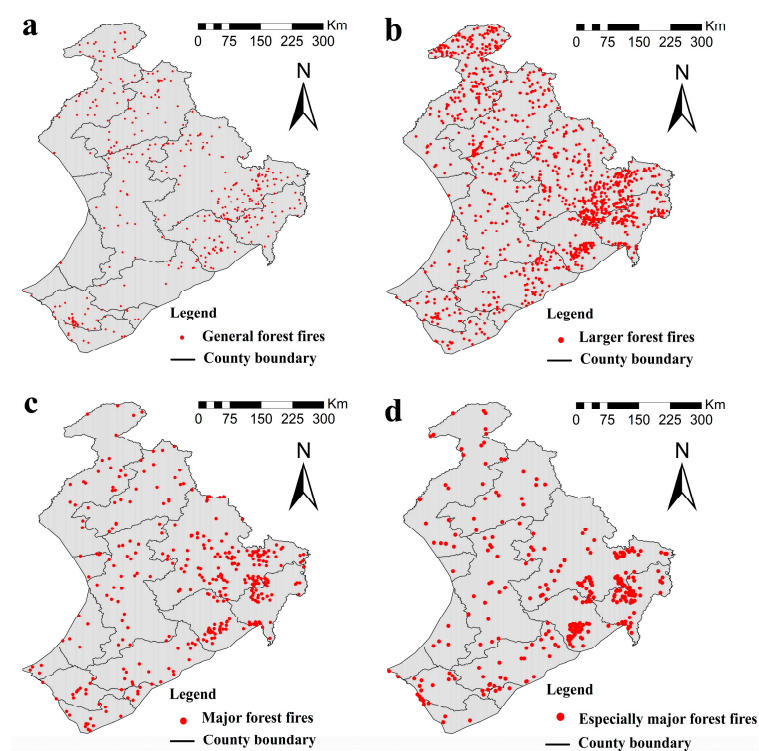 a
Km
0 75 150 225 300
N
Legend
General forest fires
County boundary
b
Km
0 75 150 225 300
N
Legend
Larger forest fires
County boundary
c
Km
0 75 150 225 300
N
Legend
Major forest fires
County boundary
d
Km
0 75 150 225 300
N
Legend
Especially major forest fires
County boundary